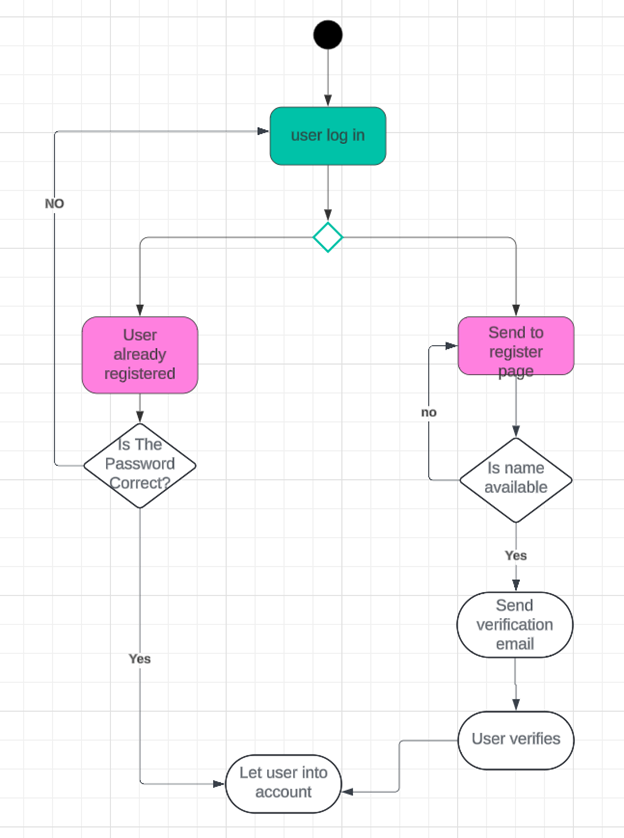 user log in
NO
User
already
registered
Send to
register
page
no
Is The
Password
Correct?
Is name
available
Yes
Send
verification
email
Yes
User verifies
Let user into
account